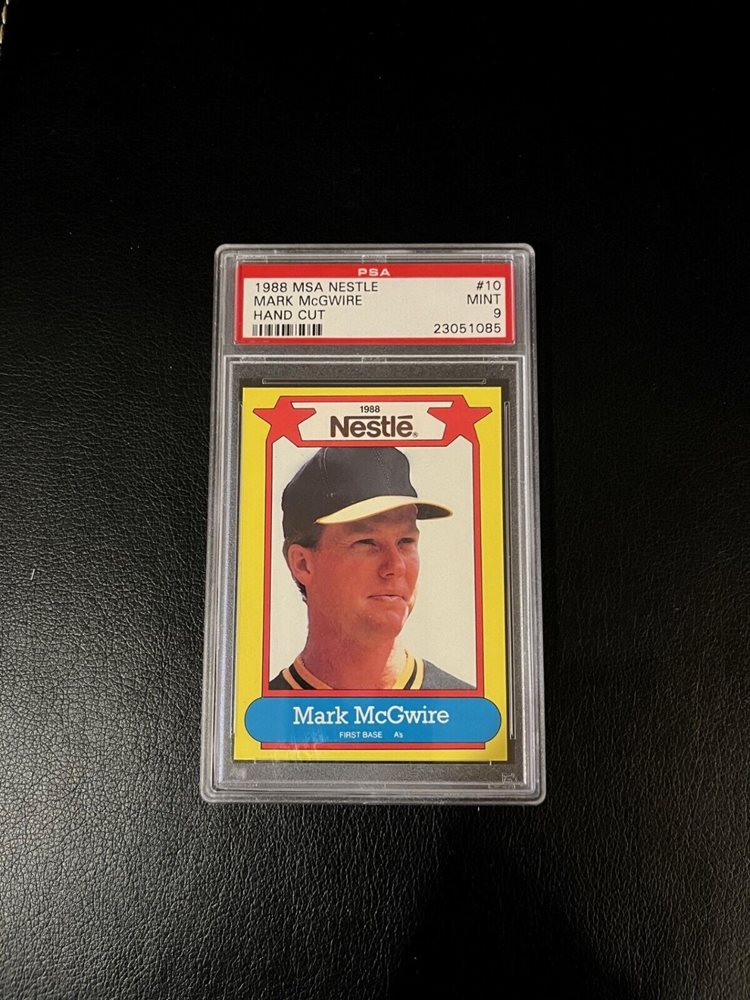 PSA
1988 MSA NESTLE #10
MARK McGWIRE MINT
HAND CUT 9
23051085
1988
Nestlé®
Mark McGwire
FIRST BASE A's